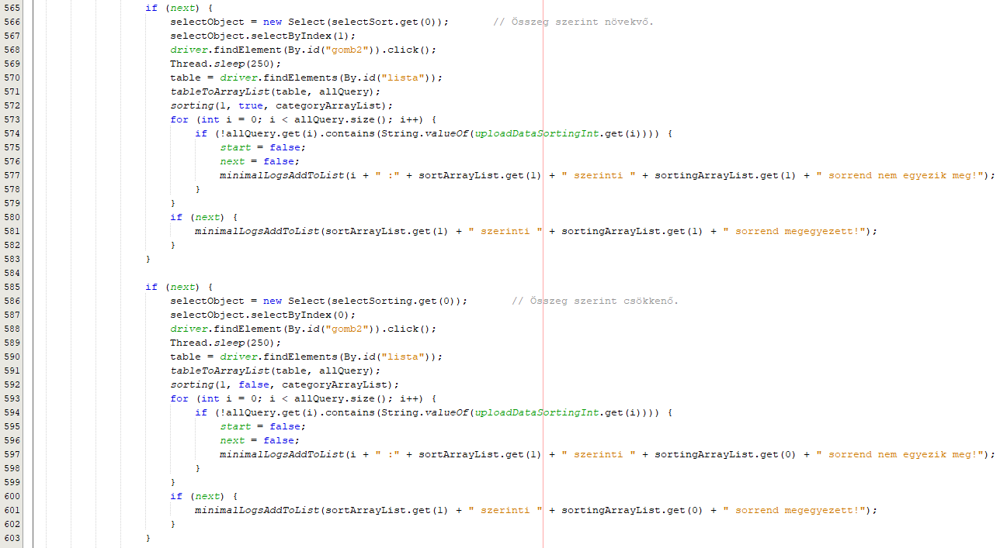 565 if (next) {
566 selectObject = new Select(selectSort.get(0)); // Összeg szerint növekvő.
567 selectObject.selectByIndex(1);
568 driver.findElement(By.id("gomb2")).click();
569 Thread.sleep(250);
570 table = driver.findElements(By.id("lista"));
571 tableToArrayList(table, allQuery);
572 sorting(1, true, categoryArrayList);
573 for (int i = 0; i < allQuery.size(); i++) {
574 if (!allQuery.get(i).contains(String.valueOf(uploadDataSortingInt.get(i)))) {
575 start = false;
576 next = false;
577 minimalLogsAddToList(i + " :" + sortArrayList.get(1) + " szerinti " + sortingArrayList.get(1) + " sorrend nem egyezik meg!");
578 }
579 }
580 if (next) {
581 minimalLogsAddToList(sortArrayList.get(1) + " szerinti " + sortingArrayList.get(1) + " sorrend megegyezett!");
582 }
583 }
584
585 if (next) {
586 selectObject = new Select(selectSorting.get(0)); // Összeg szerint csökkenő.
587 selectObject.selectByIndex(0);
588 driver.findElement(By.id("gomb2")).click();
589 Thread.sleep(250);
590 table = driver.findElements(By.id("lista"));
591 tableToArrayList(table, allQuery);
592 sorting(1, false, categoryArrayList);
593 for (int i = 0; i < allQuery.size(); i++) {
594 if (!allQuery.get(i).contains(String.valueOf(uploadDataSortingInt.get(i)))) {
595 start = false;
596 next = false;
597 minimalLogsAddToList(i + " :" + sortArrayList.get(1) + " szerinti " + sortingArrayList.get(0) + " sorrend nem egyezik meg!");
598 }
599 }
600 if (next) {
601 minimalLogsAddToList(sortArrayList.get(1) + " szerinti " + sortingArrayList.get(0) + " sorrend megegyezett!");
602 }
603 }